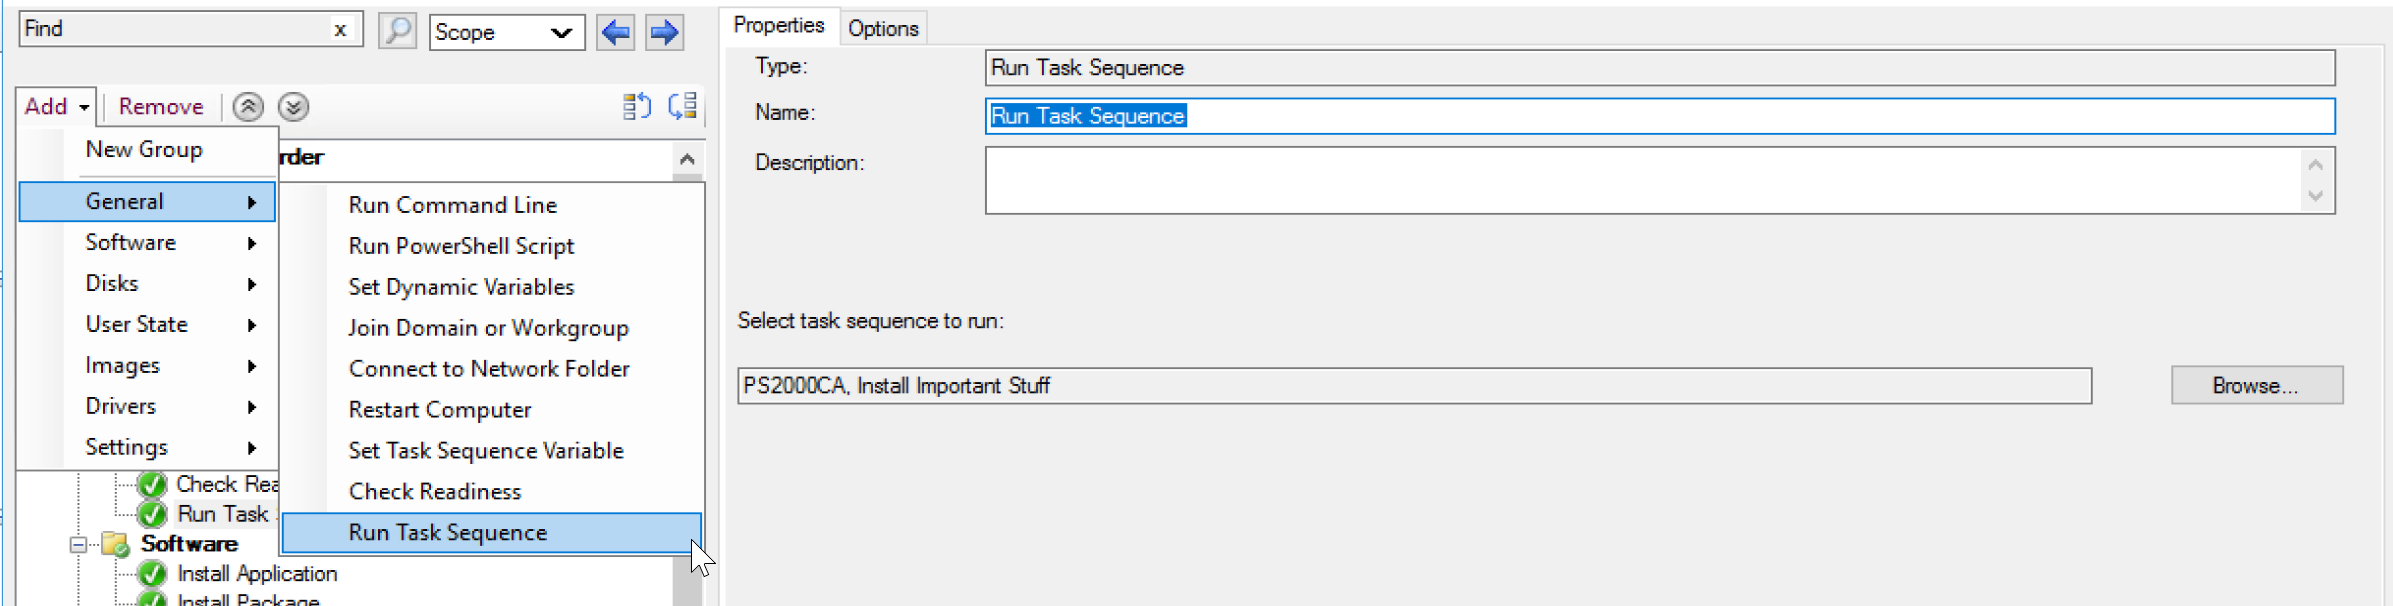 Find x Scope
Add Remove
New Group
rder
General
Software
Disks
User State
Images
Drivers
Settings
Run Command Line
Run PowerShell Script
Set Dynamic Variables
Join Domain or Workgroup
Connect to Network Folder
Restart Computer
Set Task Sequence Variable
Check Readiness
Run Task Sequence
Check Rea
Run Task
Software
Install Application
Install Package
Properties Options
Type: Run Task Sequence
Name: Run Task Sequence
Description:
Select task sequence to run:
PS2000CA, Install Important Stuff Browse...